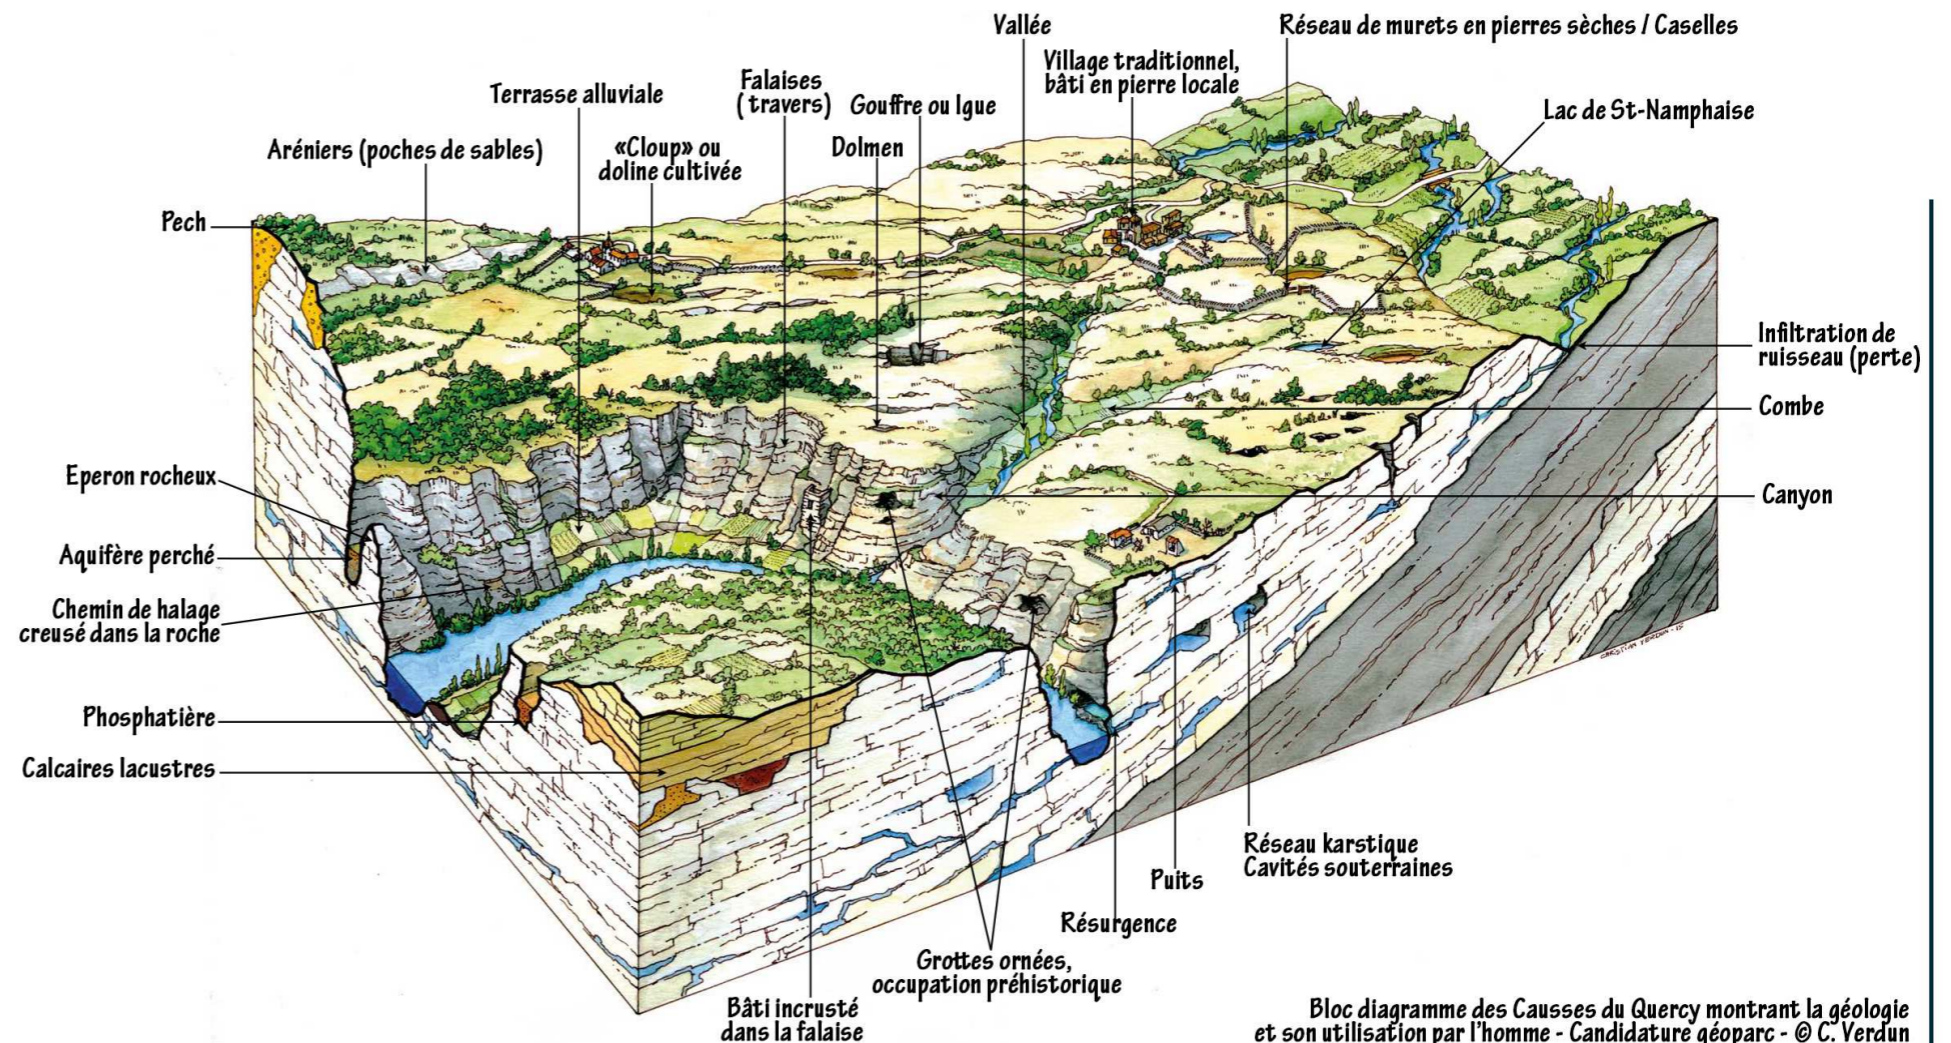 Vallée
Réseau de murets en pierres sèches / Caselles
Village traditionnel,
bâti en pierre locale
Falaises
(travers)
Terrasse alluviale
Gouffre ou Igue
Lac de St-Namphaise
Aréniers (poches de sables)
«Cloup» ou
doline cultivée
Dolmen
Pech
Infiltration de
ruisseau (perte)
Combe
Eperon rocheux
Canyon
Aquifère perché
Chemin de halage
creusé dans la roche
Phosphatière
Calcaires lacustres
CHRISTIAN VERDUN
Réseau karstique
Cavités souterraines
Puits
Résurgence
Grottes ornées,
occupation préhistorique
Bâti incrusté
dans la falaise
Bloc diagramme des Causses du Quercy montrant la géologie
et son utilisation par l'homme - Candidature géoparc - © C. Verdun